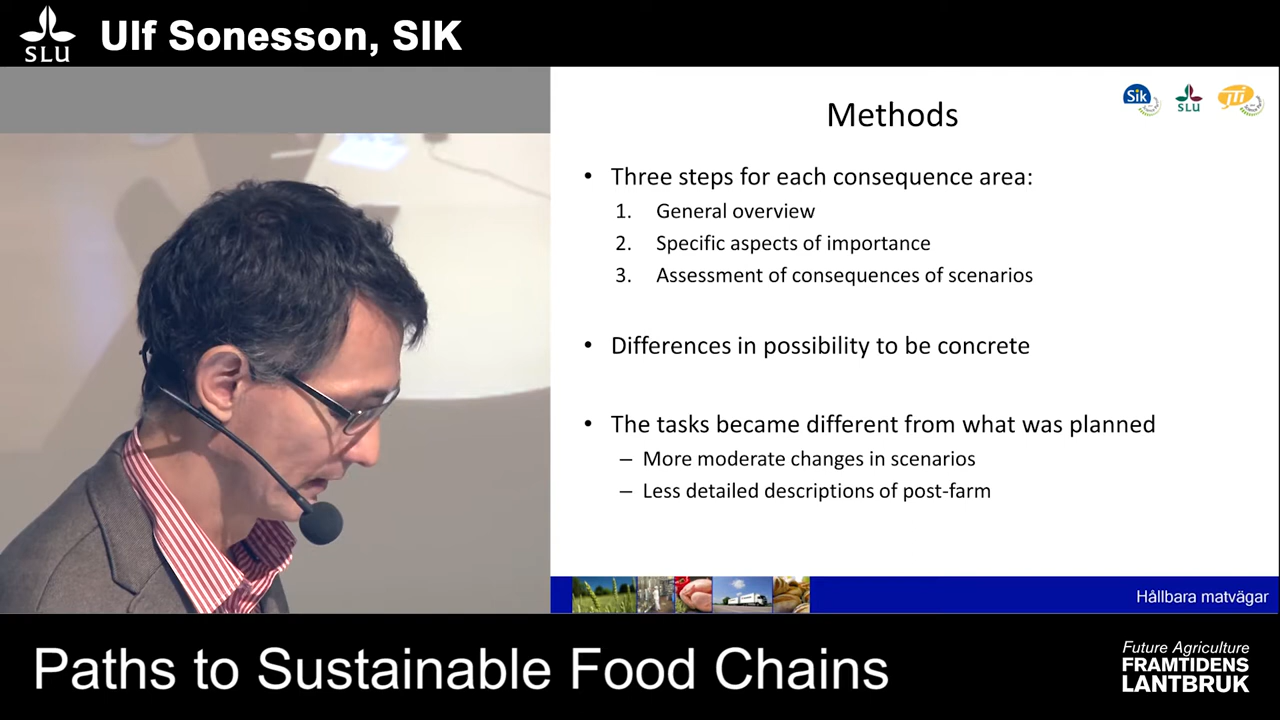 SLU
Ulf Sonesson, SIK
Sik
SLU
jti
Methods
• Three steps for each consequence area:
1. General overview
2. Specific aspects of importance
3. Assessment of consequences of scenarios
• Differences in possibility to be concrete
• The tasks became different from what was planned
– More moderate changes in scenarios
– Less detailed descriptions of post-farm
Hållbara matvägar
Paths to Sustainable Food Chains
Future Agriculture
FRAMTIDENS
LANTBRUK